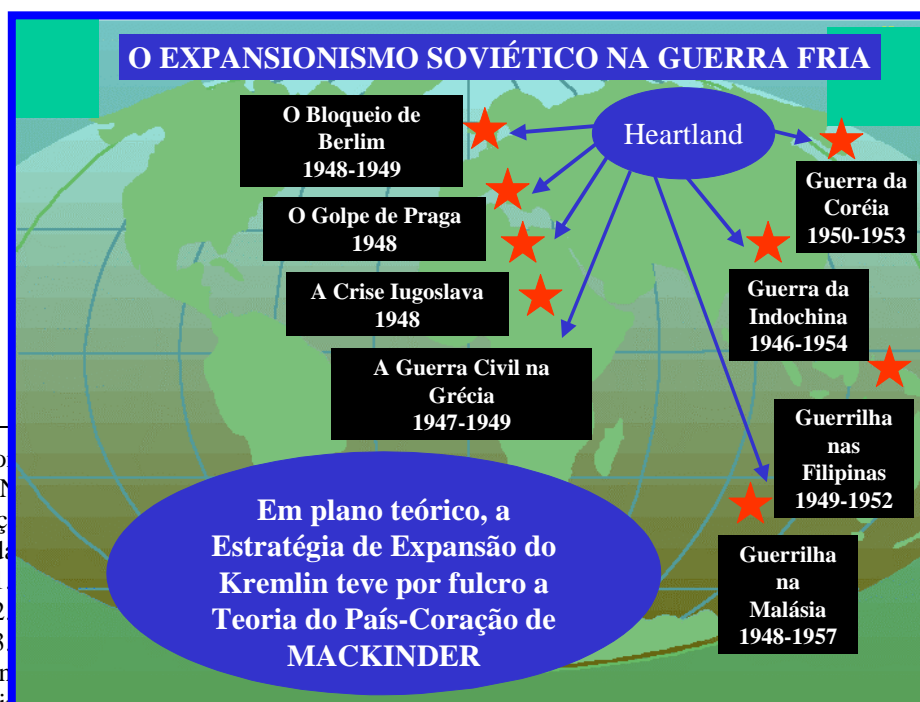 O EXPANSIONISMO SOVIÉTICO NA GUERRA FRIA
O Bloqueio de
Berlim
1948-1949
O Golpe de Praga
1948
A Crise Iugoslava
1948
A Guerra Civil na
Grécia
1947-1949
Heartland
Guerra da
Coréia
1950-1953
Guerra da
Indochina
1946-1954
Guerrilha
nas
Filipinas
1949-1952
Guerrilha
na
Malásia
1948-1957
Em plano teórico, a
Estratégia de Expansão do
Kremlin teve por fulcro a
Teoria do País-Coração de
MACKINDER